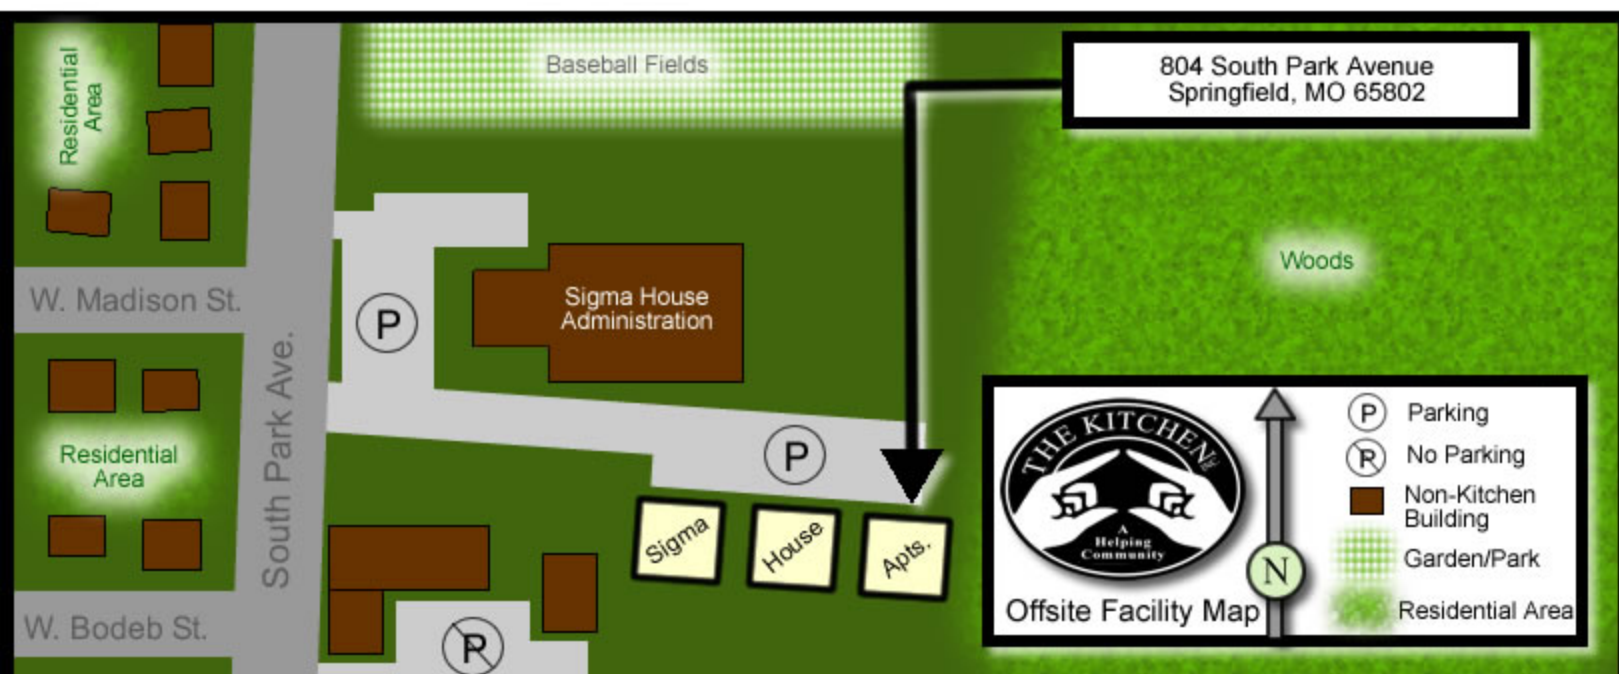 Residential
Area
Baseball Fields
804 South Park Avenue
Springfield, MO 65802
W. Madison St.
P
Sigma House
Administration
Woods
South Park Ave.
Residential
Area
P
Sigma
House
Apts.
W. Bodeb St.
P
THE KITCHEN INC
A
Helping
Community
Offsite Facility Map
N
P
Parking
P
No Parking
Non-Kitchen
Building
Garden/Park
Residential Area